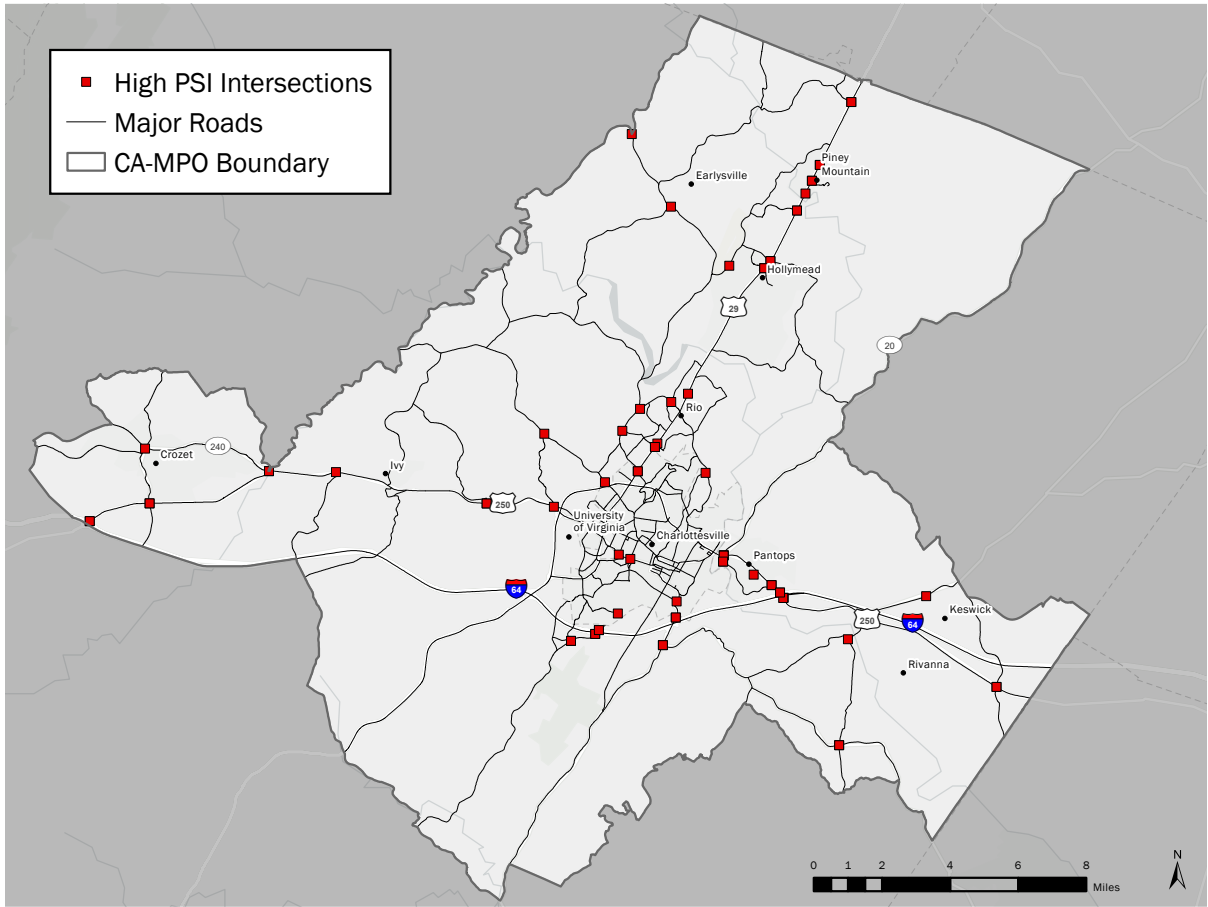 High PSI Intersections
Major Roads
CA-MPO Boundary
Piney
Mountain
Earlysville
Hollymead
29
20
Rio
240
Crozet
Ivy
250
University
of Virginia
Charlottesville
Pantops
64
Keswick
250
64
Rivanna
N
0 1 2 4 6 8
Miles